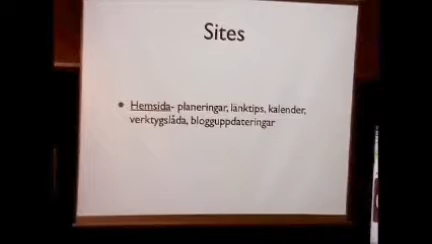 Sites
• Hemsida- planeringar, länktips, kalender,
verktygslåda, blogguppdateringar